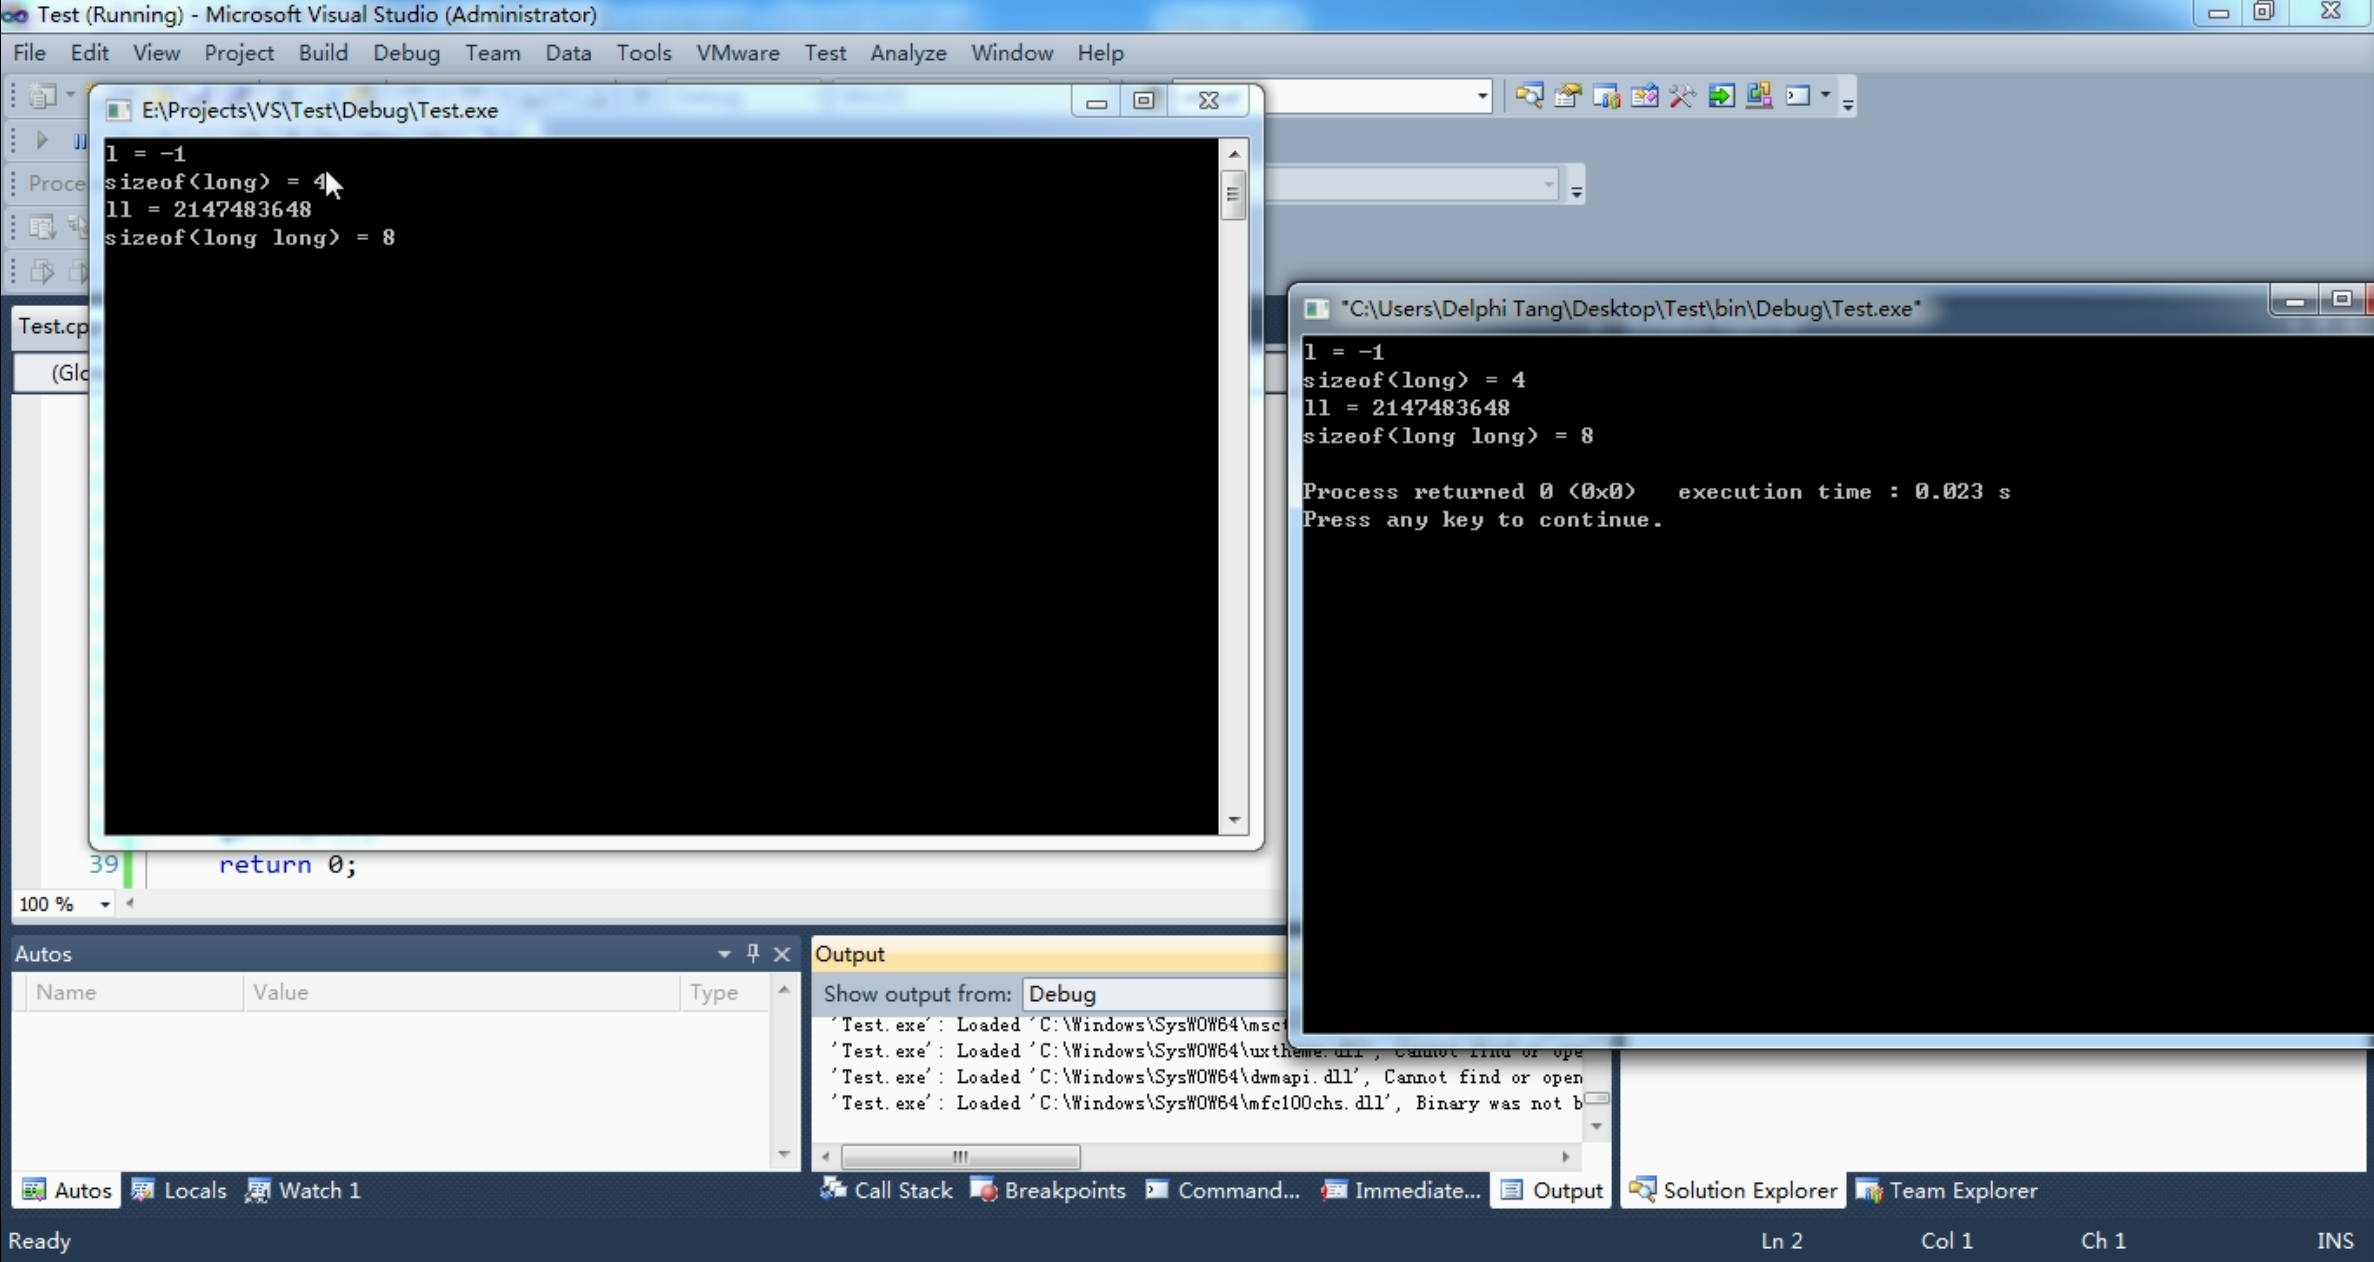 Test (Running) - Microsoft Visual Studio (Administrator)
File Edit View Project Build Debug Team Data Tools VMware Test Analyze Window Help
E:\Projects\VS\Test\Debug\Test.exe
l = -1
sizeof(long) = 4
ll = 2147483648
sizeof(long long) = 8
Proce
Test.cp
(Glo
"C:\Users\Delphi Tang\Desktop\Test\bin\Debug\Test.exe"
l = -1
sizeof(long) = 4
ll = 2147483648
sizeof(long long) = 8
Process returned 0 (0x0)   execution time : 0.023 s
Press any key to continue.
39 return 0;
100 %
Autos
Name Value Type
Output
Show output from: Debug
'Test.exe': Loaded 'C:\Windows\SysWOW64\msct
'Test.exe': Loaded 'C:\Windows\SysWOW64\uxtheme.dll', Cannot find or ope
'Test.exe': Loaded 'C:\Windows\SysWOW64\dwmapi.dll', Cannot find or open
'Test.exe': Loaded 'C:\Windows\SysWOW64\mfc100chs.dll', Binary was not b
Autos Locals Watch 1
Call Stack Breakpoints Command... Immediate... Output
Solution Explorer Team Explorer
Ready Ln 2 Col 1 Ch 1 INS